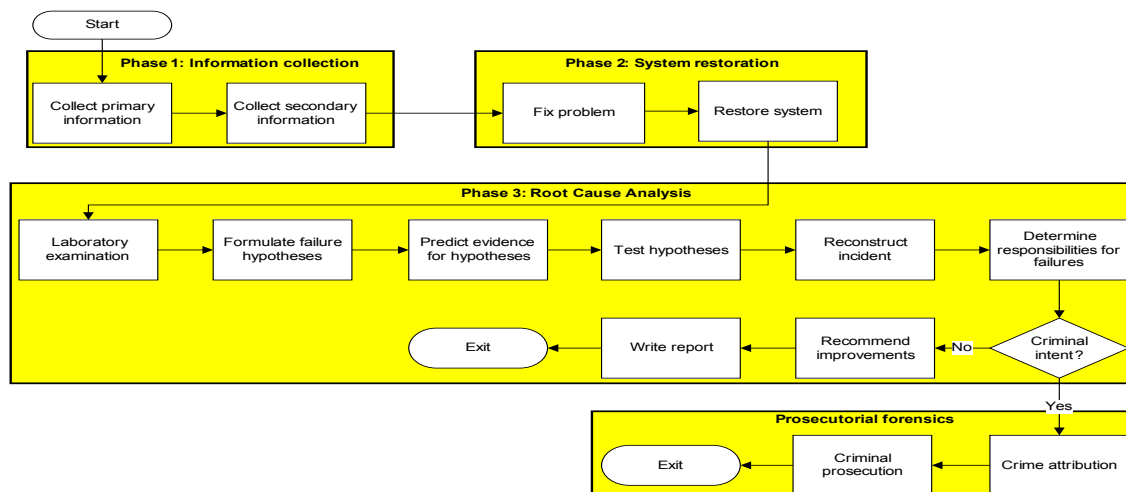 Start
Phase 1: Information collection
Collect primary
information
Collect secondary
information
Phase 2: System restoration
Fix problem
Restore system
Phase 3: Root Cause Analysis
Laboratory
examination
Formulate failure
hypotheses
Predict evidence
for hypotheses
Test hypotheses
Reconstruct
incident
Determine
responsibilities for
failures
Criminal
intent?
No
Recommend
improvements
Write report
Exit
Yes
Prosecutorial forensics
Crime attribution
Criminal
prosecution
Exit